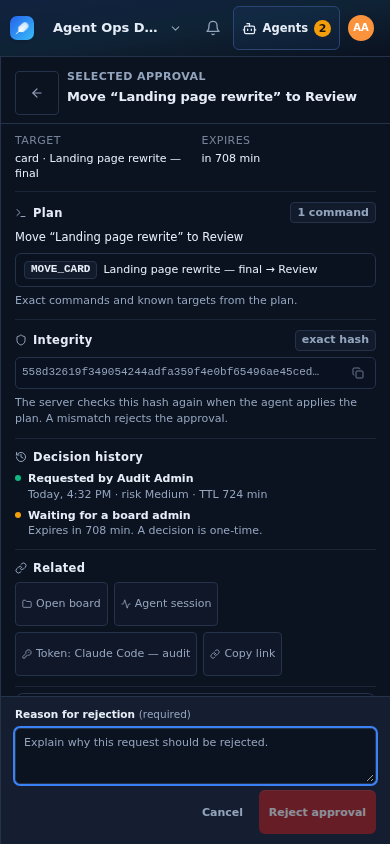 Agent Ops D...
Agents 2
AA
SELECTED APPROVAL
Move “Landing page rewrite” to Review
TARGET
card · Landing page rewrite —
final
EXPIRES
in 708 min
Plan
1 command
Move “Landing page rewrite” to Review
MOVE_CARD Landing page rewrite — final → Review
Exact commands and known targets from the plan.
Integrity
exact hash
558d32619f349054244adfa359f4e0bf65496ae45ced…
The server checks this hash again when the agent applies the
plan. A mismatch rejects the approval.
Decision history
Requested by Audit Admin
Today, 4:32 PM · risk Medium · TTL 724 min
Waiting for a board admin
Expires in 708 min. A decision is one-time.
Related
Open board
Agent session
Token: Claude Code — audit
Copy link
Reason for rejection (required)
Explain why this request should be rejected.
Cancel
Reject approval